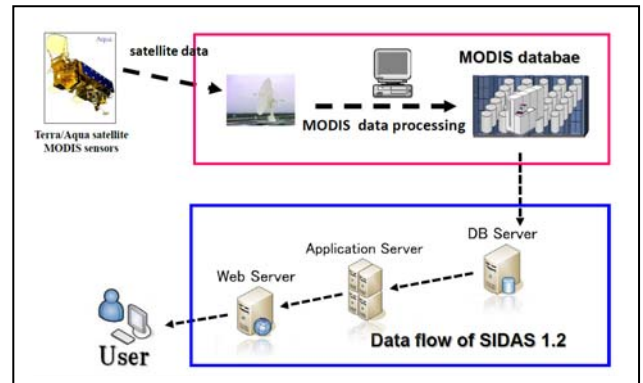 Aqua
satellite data
Terra/Aqua satellite
MODIS sensors
MODIS databae
MODIS data processing
DB Server
Application Server
Web Server
User
Data flow of SIDAS 1.2